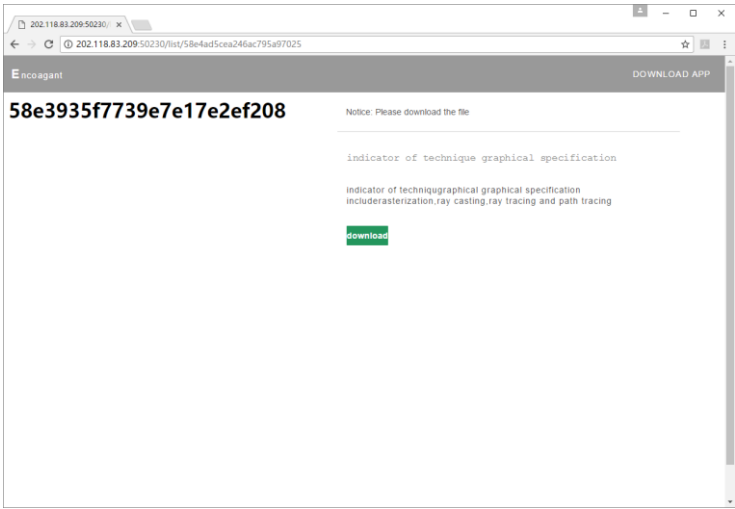 202.118.83.209:50230/
202.118.83.209:50230/list/58e4ad5cea246ac795a97025
Encoagant
DOWNLOAD APP
58e3935f7739e7e17e2ef208
Notice: Please download the file
indicator of technique graphical specification
indicator of techniqugraphical graphical specification
includerasterization,ray casting,ray tracing and path tracing
download